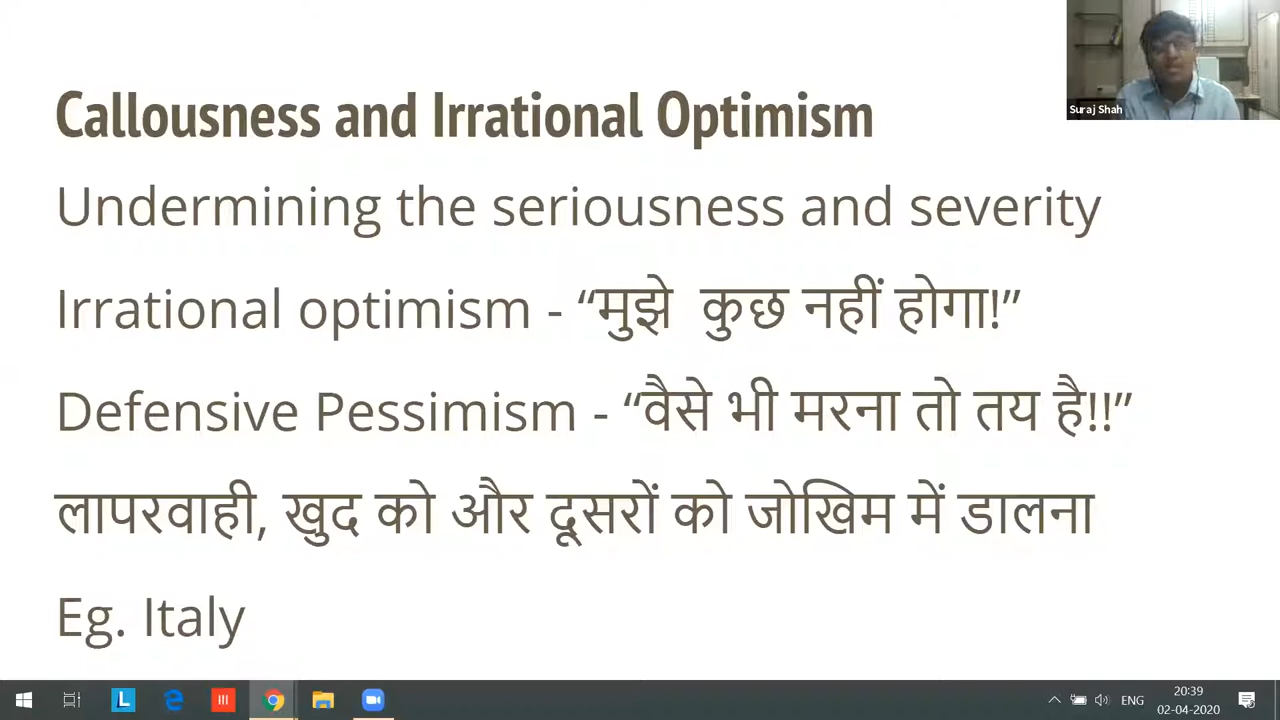 Suraj Shah
Callousness and Irrational Optimism
Undermining the seriousness and severity
Irrational optimism - “मुझे कुछ नहीं होगा!”
Defensive Pessimism - “वैसे भी मरना तो तय है!!”
लापरवाही, खुद को और दूसरों को जोखिम में डालना
Eg. Italy
L
ENG
20:39
02-04-2020